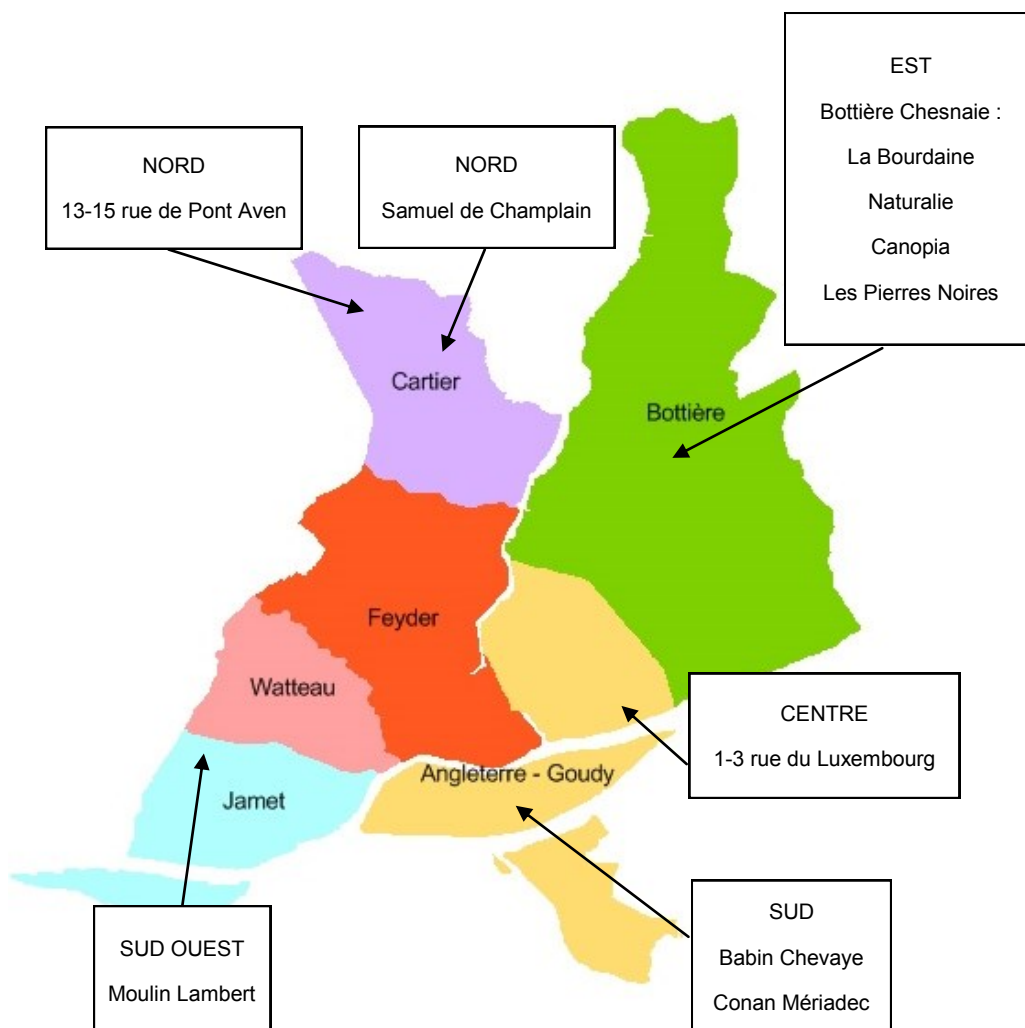 EST
Bottière Chesnaie :
La Bourdaine
Naturalie
Canopia
Les Pierres Noires
NORD
13-15 rue de Pont Aven
NORD
Samuel de Champlain
Cartier
Bottière
Feyder
Watteau
CENTRE
1-3 rue du Luxembourg
Angleterre - Goudy
Jamet
SUD OUEST
Moulin Lambert
SUD
Babin Chevaye
Conan Mériadec